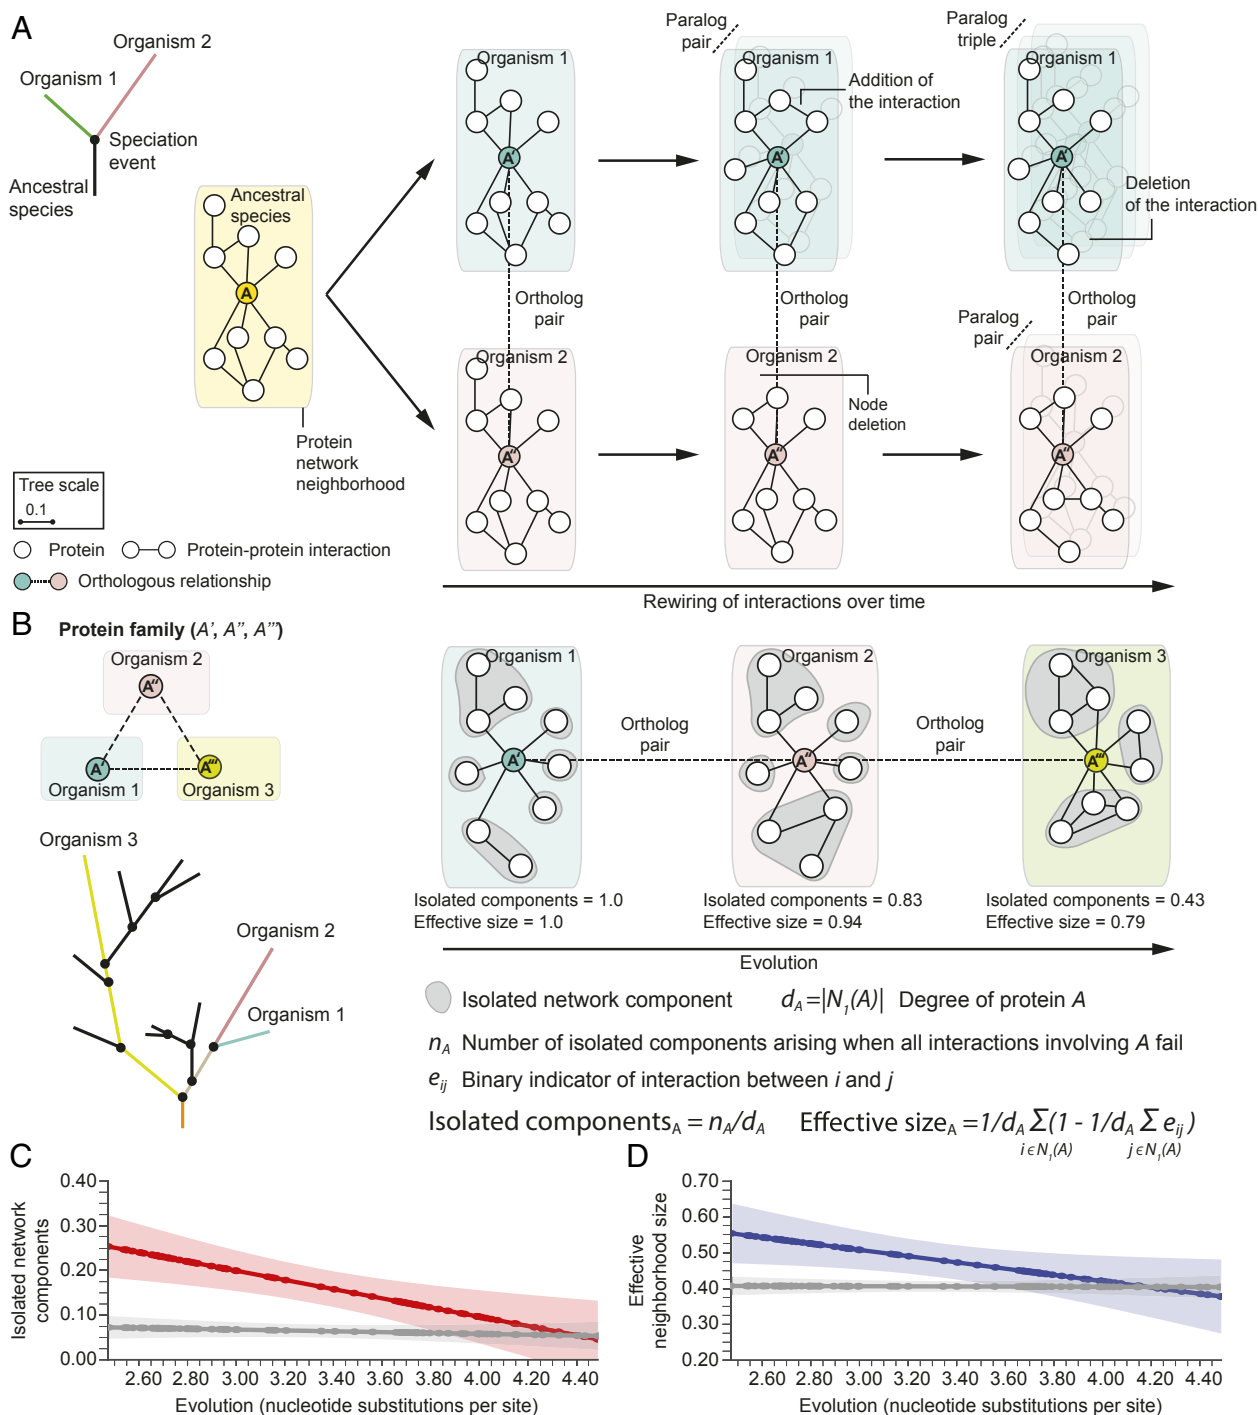 A
Organism 2
Organism 1
Speciation
event
Ancestral
species
Ancestral
species
A
Protein
network
neighborhood
Organism 1
A'
Ortholog
pair
Organism 2
A''
Paralog
pair
Organism 1
Addition of
the interaction
A'
Ortholog
pair
Organism 2
Node
deletion
A''
Paralog
triple
Organism 1
A'
Deletion
of the interaction
Paralog
pair
Ortholog
pair
Organism 2
A''
Tree scale
0.1
Protein
Protein-protein interaction
Orthologous relationship
Rewiring of interactions over time
B
Protein family (A', A'', A''')
Organism 2
A''
A'
A'''
Organism 1
Organism 3
Organism 3
Organism 2
Organism 1
Organism 1
A'
Ortholog
pair
Organism 2
A''
Ortholog
pair
Organism 3
A'''
Isolated components = 1.0
Effective size = 1.0
Isolated components = 0.83
Effective size = 0.94
Isolated components = 0.43
Effective size = 0.79
Evolution
Isolated network component
d_A = |N_1(A)| Degree of protein A
n_A Number of isolated components arising when all interactions involving A fail
e_ij Binary indicator of interaction between i and j
Isolated components_A = n_A/d_A
Effective size_A = 1/d_A Σ(1 - 1/d_A Σ e_ij)
i ϵ N_1(A) j ϵ N_1(A)
C
Isolated network
components
0.40
0.30
0.20
0.10
0.00
2.60 2.80 3.00 3.20 3.40 3.60 3.80 4.00 4.20 4.40
Evolution (nucleotide substitutions per site)
D
Effective
neighborhood size
0.70
0.60
0.50
0.40
0.30
0.20
2.60 2.80 3.00 3.20 3.40 3.60 3.80 4.00 4.20 4.40
Evolution (nucleotide substitutions per site)